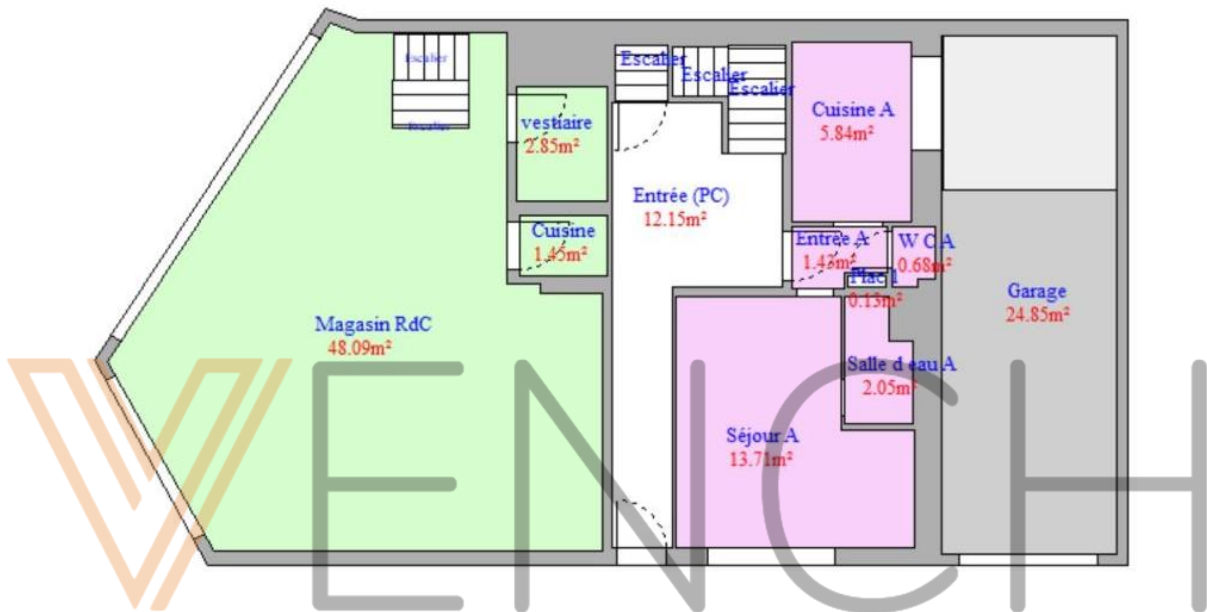 Escalier
Escalier
Escalier
Escalier
Escalier
vestiaire
2.85m²
Cuisine A
5.84m²
Entrée (PC)
12.15m²
Cuisine
1.45m²
Entrée A
1.43m²
W C A
0.68m²
Plac 1
0.13m²
Garage
24.85m²
Magasin RdC
48.09m²
Salle d eau A
2.05m²
Séjour A
13.71m²
VENCH